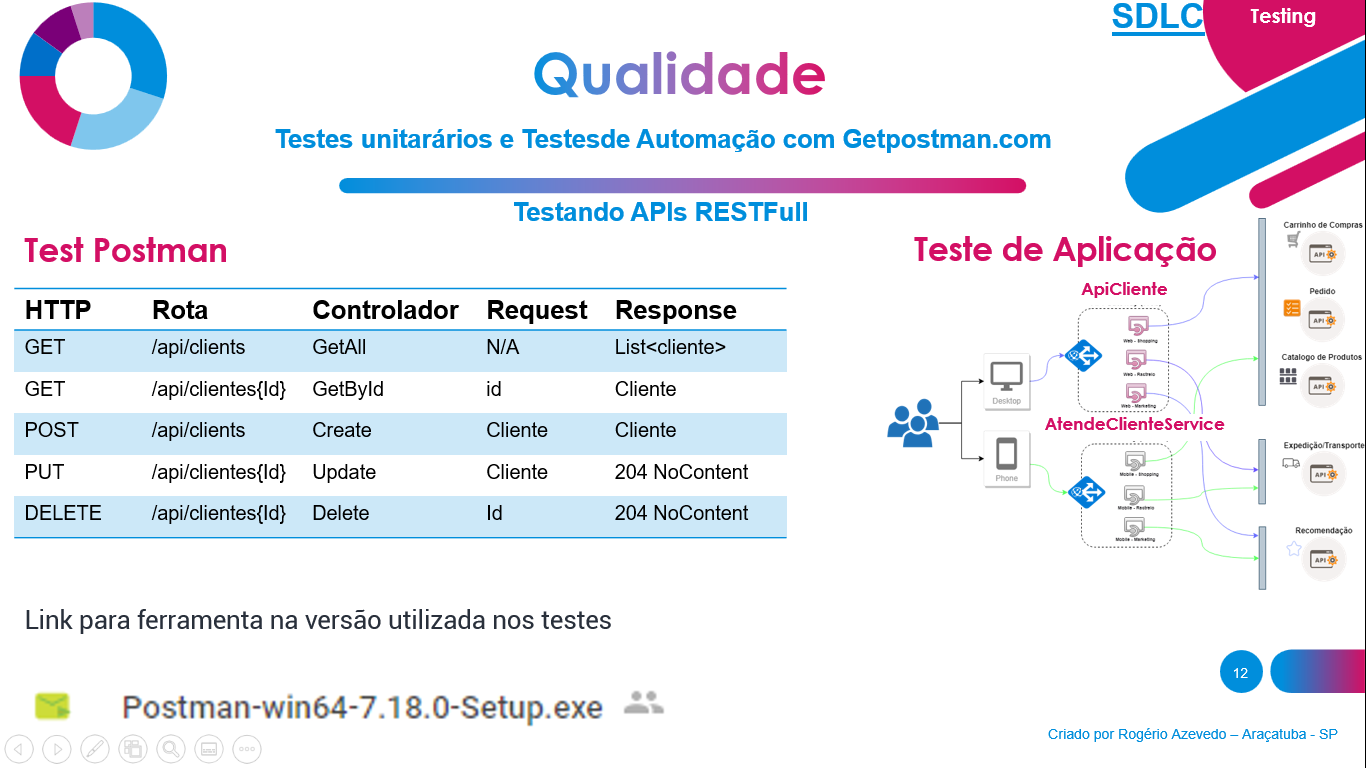 SDLC
Testing
Qualidade
Testes unitarários e Testesde Automação com Getpostman.com
Testando APIs RESTFull
Test Postman
HTTP Rota Controlador Request Response
GET /api/clients GetAll N/A List<cliente>
GET /api/clientes{Id} GetById id Cliente
POST /api/clients Create Cliente Cliente
PUT /api/clientes{Id} Update Cliente 204 NoContent
DELETE /api/clientes{Id} Delete Id 204 NoContent
Link para ferramenta na versão utilizada nos testes
Postman-win64-7.18.0-Setup.exe
Teste de Aplicação
ApiCliente
Web - Shopping
Web - Rastreio
Web - Marketing
Desktop
AtendeClienteService
Phone
Mobile - Shopping
Mobile - Rastreio
Mobile - Marketing
Carrinho de Compras
API
Pedido
API
Catalogo de Produtos
API
Expedição/Transporte
API
Recomendação
API
12
Criado por Rogério Azevedo – Araçatuba - SP